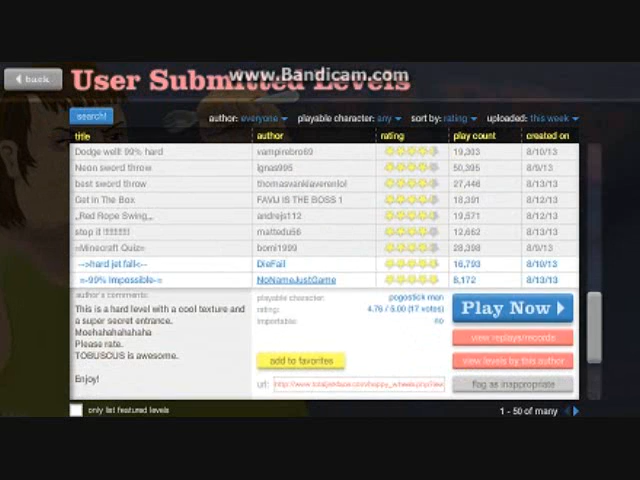 www.Bandicam.com
back
User Submitted Levels
search!
author: everyone playable character: any sort by: rating uploaded: this week
title author rating play count created on
Dodge well! 99% hard vampirebro69 19,303 8/10/13
Neon sword throw ignas995 50,395 8/9/13
best sword throw thomasvanklaverenlol 27,446 8/13/13
Get In The Box FAVIJ IS THE BOSS 1 18,391 8/12/13
,,Red Rope Swing,,, andrejs112 19,571 8/12/13
stop it !!!!!!!!!!!! 12,662 8/13/13
=Minecraft Quiz= bomi1999 28,398 8/9/13
-->hard jet fall<-- DieFall 16,793 8/10/13
=-99% Impossible-= NoNameJustGame 8,172 8/13/13
author's comments:
This is a hard level with a cool texture and
a super secret entrance.
Moehahahahaha
Please rate.
TOBUSCUS is awesome.
Enjoy!
playable character: pogostick man
rating: 4.76 / 5.00 (17 votes)
importable: no
add to favorites
url:
Play Now
view replays/records
view levels by this author
flag as inappropriate
only list featured levels
1 - 50 of many